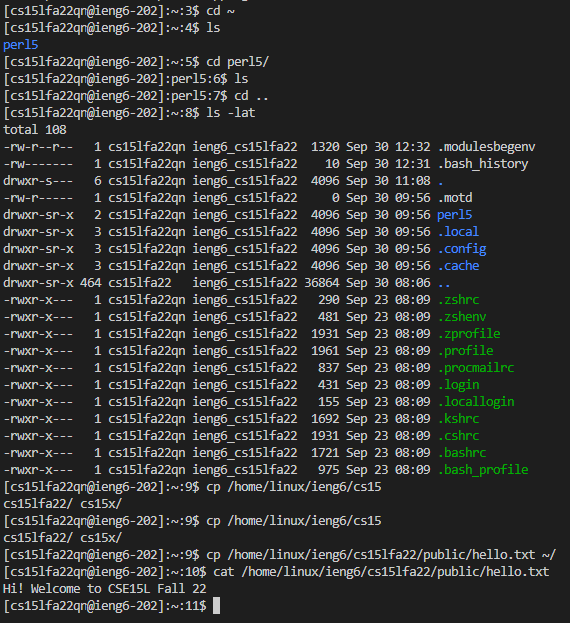 [cs15lfa22qn@ieng6-202]:~:3$ cd ~
[cs15lfa22qn@ieng6-202]:~:4$ ls
perl5
[cs15lfa22qn@ieng6-202]:~:5$ cd perl5/
[cs15lfa22qn@ieng6-202]:perl5:6$ ls
[cs15lfa22qn@ieng6-202]:perl5:7$ cd ..
[cs15lfa22qn@ieng6-202]:~:8$ ls -lat
total 108
-rw-r--r--   1 cs15lfa22qn ieng6_cs15lfa22  1320 Sep 30 12:32 .modulesbegenv
-rw-------   1 cs15lfa22qn ieng6_cs15lfa22    10 Sep 30 12:31 .bash_history
drwxr-s---   6 cs15lfa22qn ieng6_cs15lfa22  4096 Sep 30 11:08 .
-rw-r-----   1 cs15lfa22qn ieng6_cs15lfa22     0 Sep 30 09:56 .motd
drwxr-sr-x   2 cs15lfa22qn ieng6_cs15lfa22  4096 Sep 30 09:56 perl5
drwxr-sr-x   3 cs15lfa22qn ieng6_cs15lfa22  4096 Sep 30 09:56 .local
drwxr-sr-x   3 cs15lfa22qn ieng6_cs15lfa22  4096 Sep 30 09:56 .config
drwxr-sr-x   3 cs15lfa22qn ieng6_cs15lfa22  4096 Sep 30 09:56 .cache
drwxr-sr-x 464 cs15lfa22   ieng6_cs15lfa22 36864 Sep 30 08:06 ..
-rwxr-x---   1 cs15lfa22qn ieng6_cs15lfa22   290 Sep 23 08:09 .zshrc
-rwxr-x---   1 cs15lfa22qn ieng6_cs15lfa22   481 Sep 23 08:09 .zshenv
-rwxr-x---   1 cs15lfa22qn ieng6_cs15lfa22  1931 Sep 23 08:09 .zprofile
-rwxr-x---   1 cs15lfa22qn ieng6_cs15lfa22  1961 Sep 23 08:09 .profile
-rwxr-x---   1 cs15lfa22qn ieng6_cs15lfa22   837 Sep 23 08:09 .procmailrc
-rwxr-x---   1 cs15lfa22qn ieng6_cs15lfa22   431 Sep 23 08:09 .login
-rwxr-x---   1 cs15lfa22qn ieng6_cs15lfa22   155 Sep 23 08:09 .locallogin
-rwxr-x---   1 cs15lfa22qn ieng6_cs15lfa22  1692 Sep 23 08:09 .kshrc
-rwxr-x---   1 cs15lfa22qn ieng6_cs15lfa22  1931 Sep 23 08:09 .cshrc
-rwxr-x---   1 cs15lfa22qn ieng6_cs15lfa22  1721 Sep 23 08:09 .bashrc
-rwxr-x---   1 cs15lfa22qn ieng6_cs15lfa22   975 Sep 23 08:09 .bash_profile
[cs15lfa22qn@ieng6-202]:~:9$ cp /home/linux/ieng6/cs15
cs15lfa22/ cs15x/
[cs15lfa22qn@ieng6-202]:~:9$ cp /home/linux/ieng6/cs15
cs15lfa22/ cs15x/
[cs15lfa22qn@ieng6-202]:~:9$ cp /home/linux/ieng6/cs15lfa22/public/hello.txt ~/
[cs15lfa22qn@ieng6-202]:~:10$ cat /home/linux/ieng6/cs15lfa22/public/hello.txt
Hi! Welcome to CSE15L Fall 22
[cs15lfa22qn@ieng6-202]:~:11$